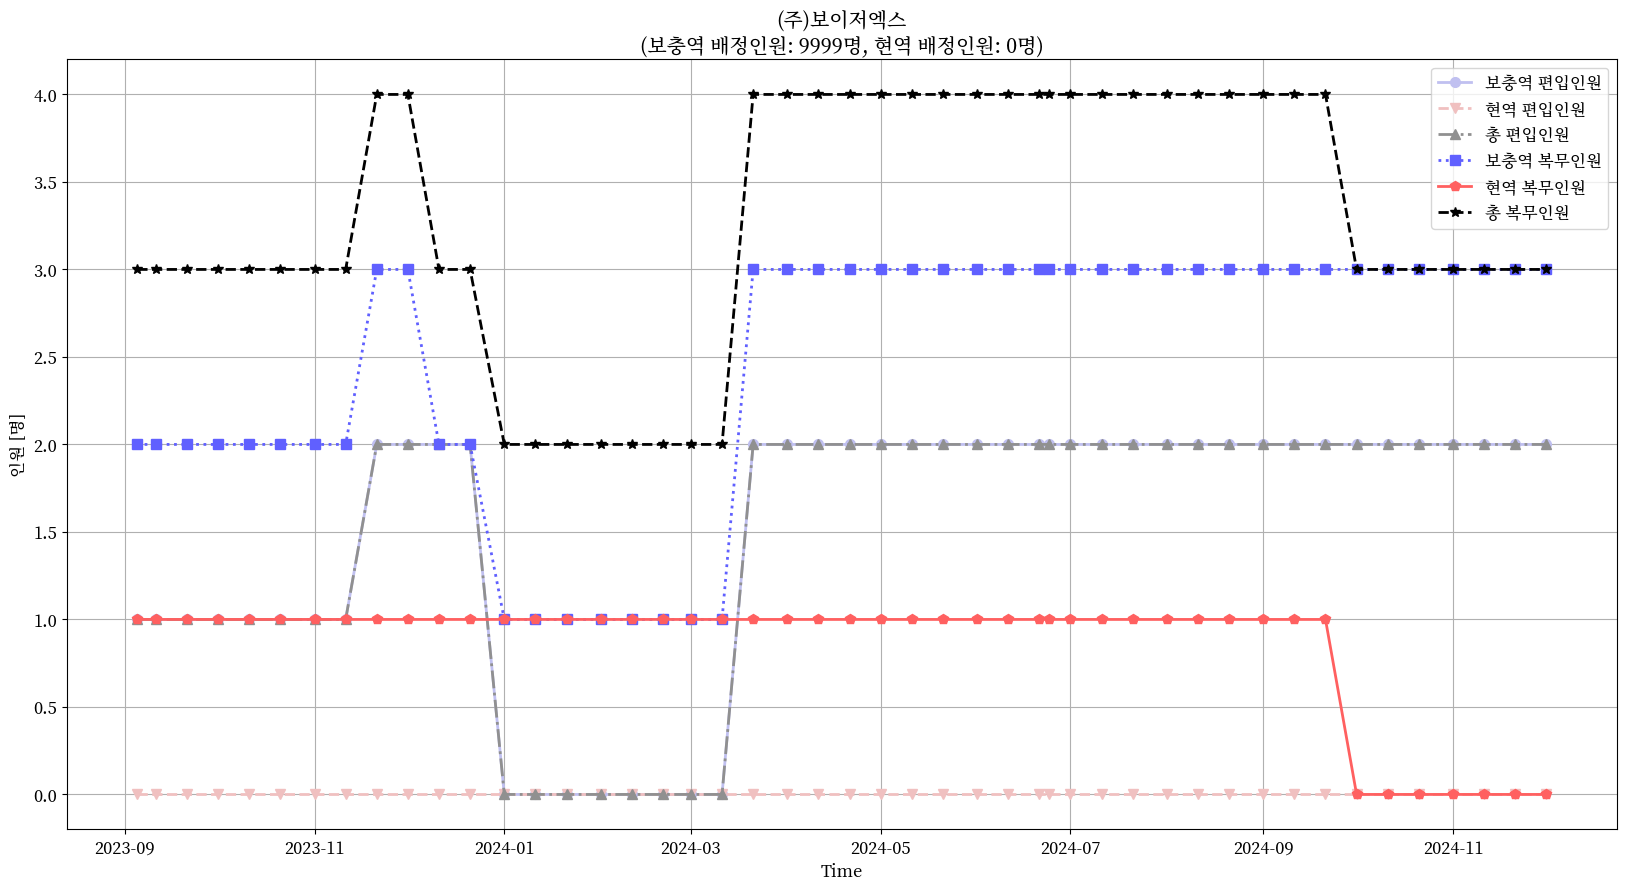 (주)보이저엑스
(보충역 배정인원: 9999명, 현역 배정인원: 0명)
보충역 편입인원
현역 편입인원
총 편입인원
보충역 복무인원
현역 복무인원
총 복무인원
인원 [명]
4.0
3.5
3.0
2.5
2.0
1.5
1.0
0.5
0.0
2023-09 2023-11 2024-01 2024-03 2024-05 2024-07 2024-09 2024-11
Time